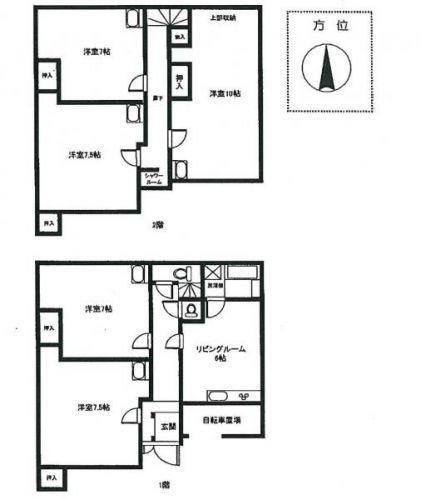 方 位
上部収納
押入
洋室7帖
押入
押入
廊下
洋室10帖
洋室7.5帖
シャワー
ルーム
押入
2階
洗濯機
洋室7帖
押入
リビングルーム
6帖
洋室7.5帖
玄関
自転車置場
押入
1階